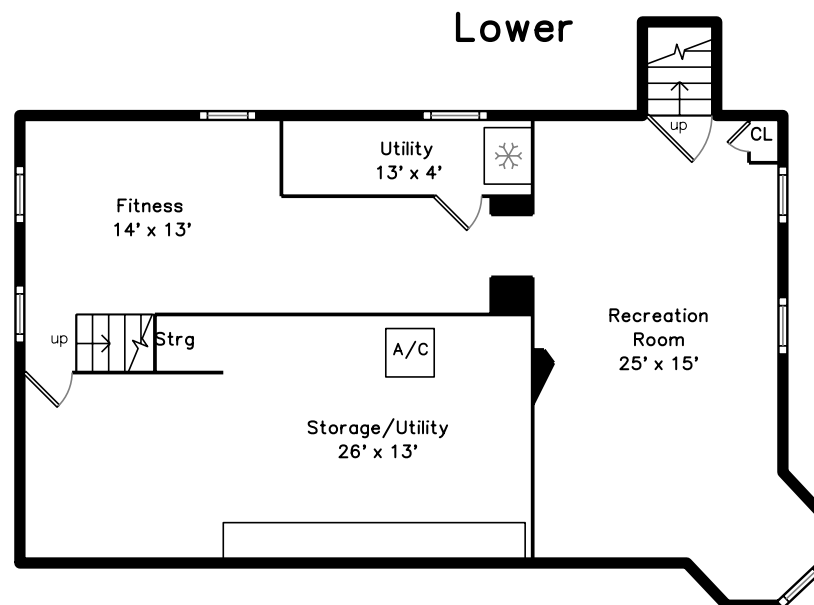 Lower
up
CL
Utility
13' x 4'
Fitness
14' x 13'
Recreation
Room
25' x 15'
up
Strg
A/C
Storage/Utility
26' x 13'